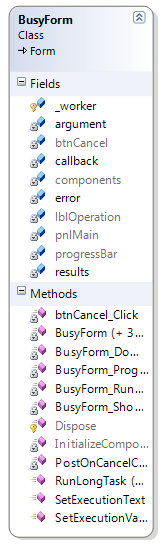 BusyForm
Class
Form
Fields
_worker
argument
btnCancel
callback
components
error
lblOperation
pnlMain
progressBar
results
Methods
btnCancel_Click
BusyForm (+ 3...
BusyForm_Do...
BusyForm_Prog...
BusyForm_Run...
BusyForm_Sho...
Dispose
InitializeCompo...
PostOnCancelC...
RunLongTask (...
SetExecutionText
SetExecutionVa...